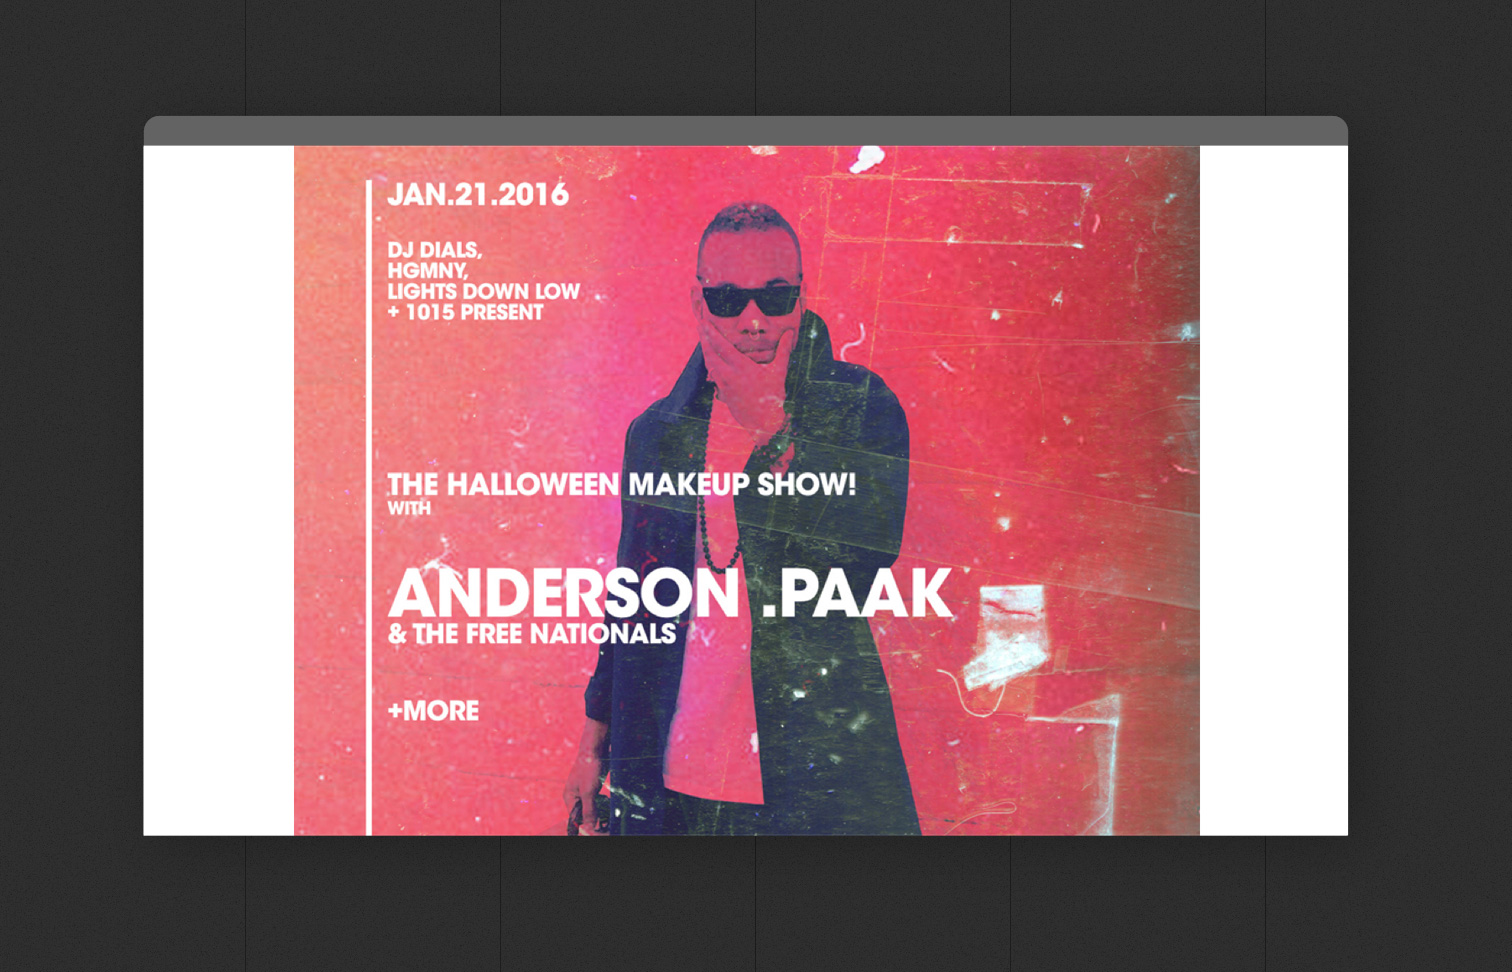 JAN.21.2016
DJ DIALS,
HGMNY,
LIGHTS DOWN LOW
+ 1015 PRESENT
THE HALLOWEEN MAKEUP SHOW!
WITH
ANDERSON .PAAK
& THE FREE NATIONALS
+MORE